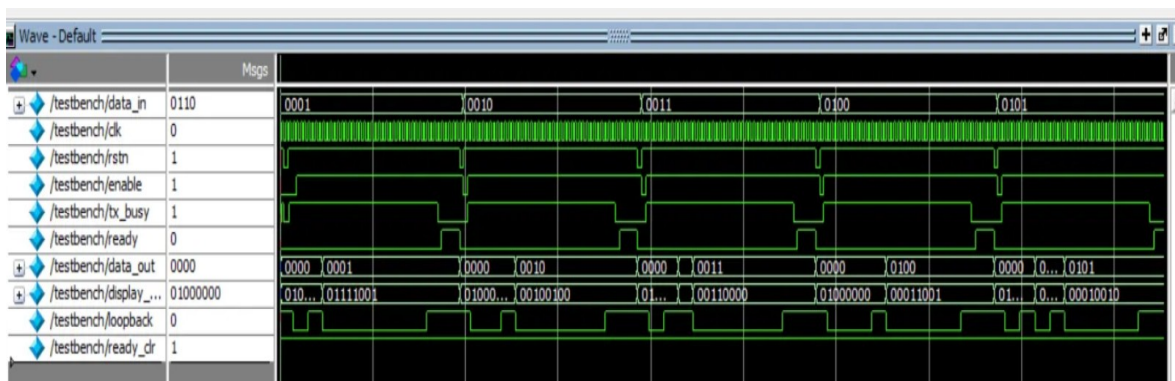 Wave - Default
Msgs
/testbench/data_in 0110 0001 0010 0011 0100 0101
/testbench/clk 0
/testbench/rstn 1
/testbench/enable 1
/testbench/tx_busy 1
/testbench/ready 0
/testbench/data_out 0000 0000 0001 0000 0010 0000 0011 0000 0100 0000 0... 0101
/testbench/display_... 01000000 010... 01111001 01000... 00100100 01... 00110000 01000000 00011001 01... 0... 00010010
/testbench/loopback 0
/testbench/ready_clr 1